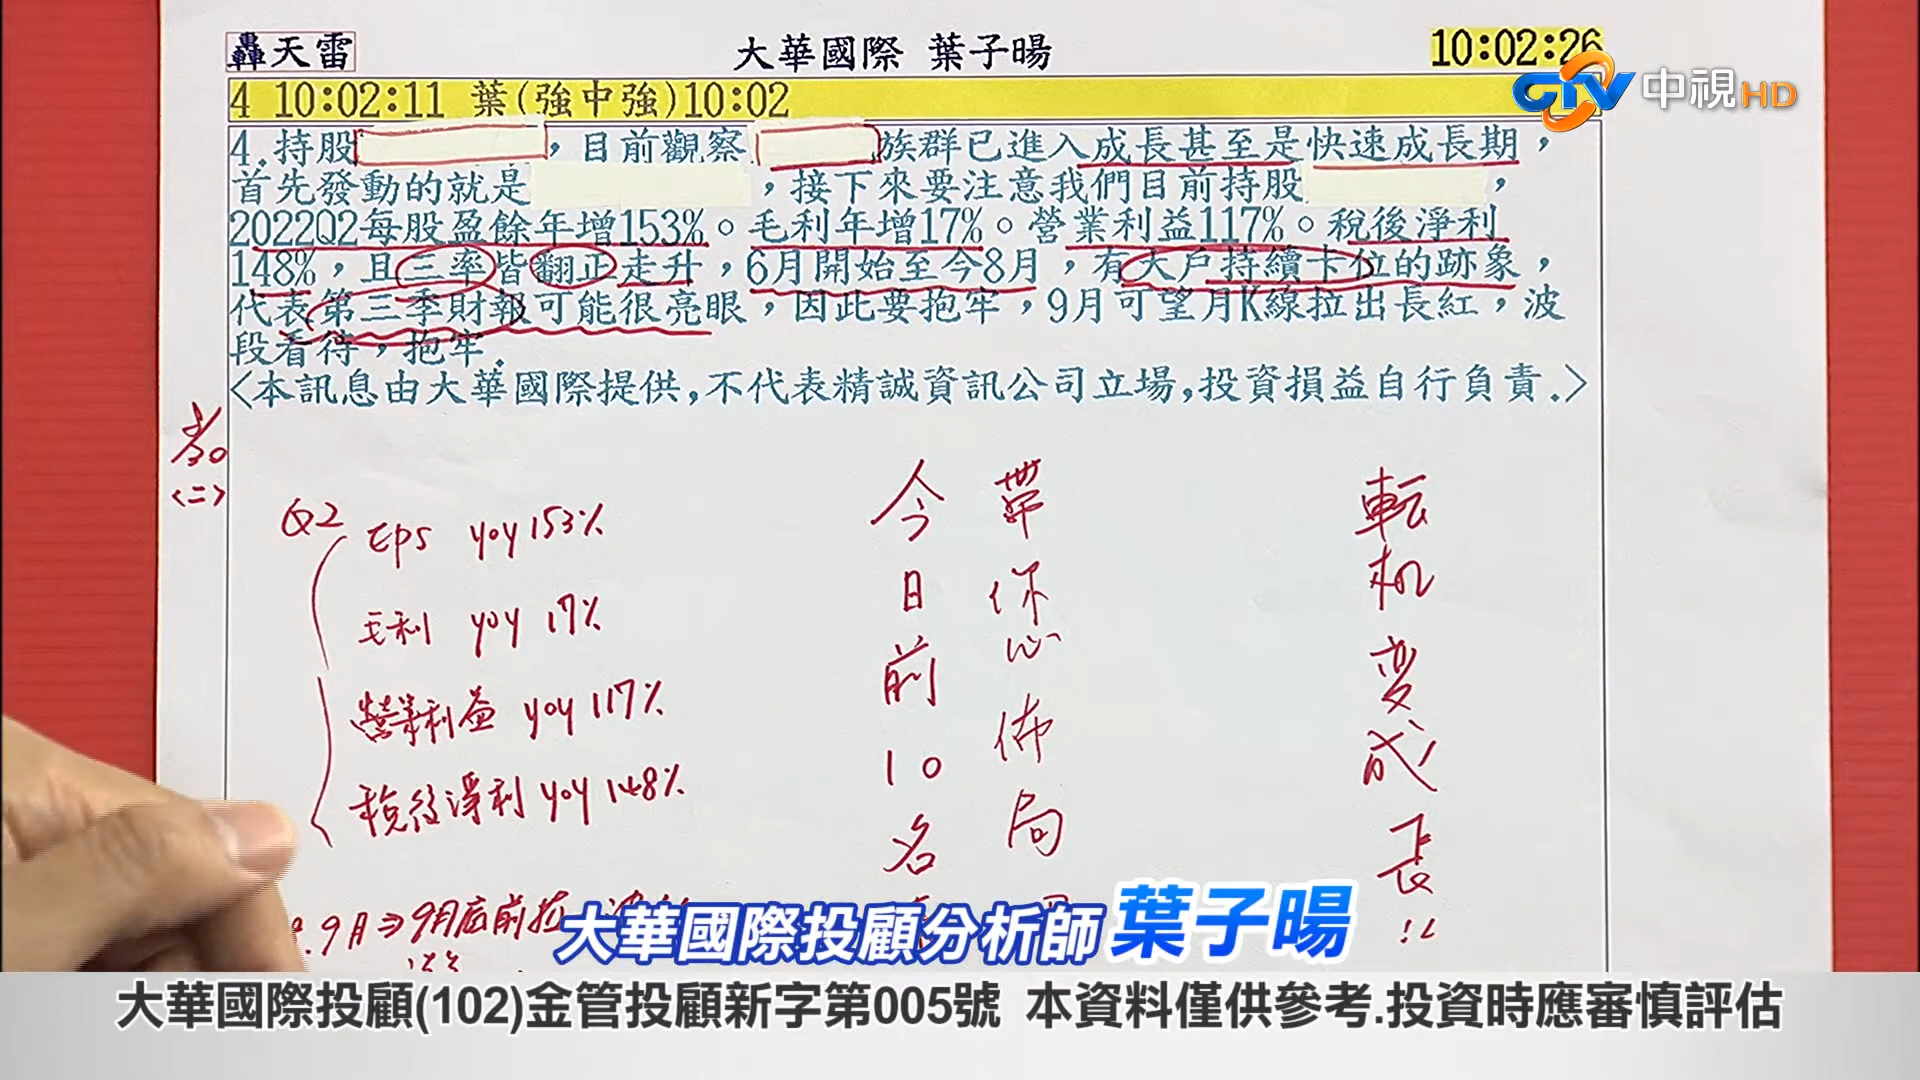 轟天雷
大華國際 葉子暘
10:02:26
CTV中視HD
4 10:02:11 葉(強中強)10:02
4.持股 ，目前觀察 族群已進入成長甚至是快速成長期，
首先發動的就是 ，接下來要注意我們目前持股 ，
2022Q2每股盈餘年增153%。毛利年增17%。營業利益117%。稅後淨利
148%，且三率皆翻正走升，6月開始至今8月，有大戶持續卡位的跡象，
代表第三季財報可能很亮眼，因此要抱牢，9月可望月K線拉出長紅，波
段看待，抱牢.
<本訊息由大華國際提供,不代表精誠資訊公司立場,投資損益自行負責.>
<二>
Q2
EPS yoy 153%
毛利 yoy 17%
營業利益 yoy 117%
稅後淨利 yoy 148%
9月⇒9月底前拉
今日前10名
帶你佈局
転机变成長!!
大華國際投顧分析師 葉子暘
大華國際投顧(102)金管投顧新字第005號 本資料僅供參考.投資時應審慎評估